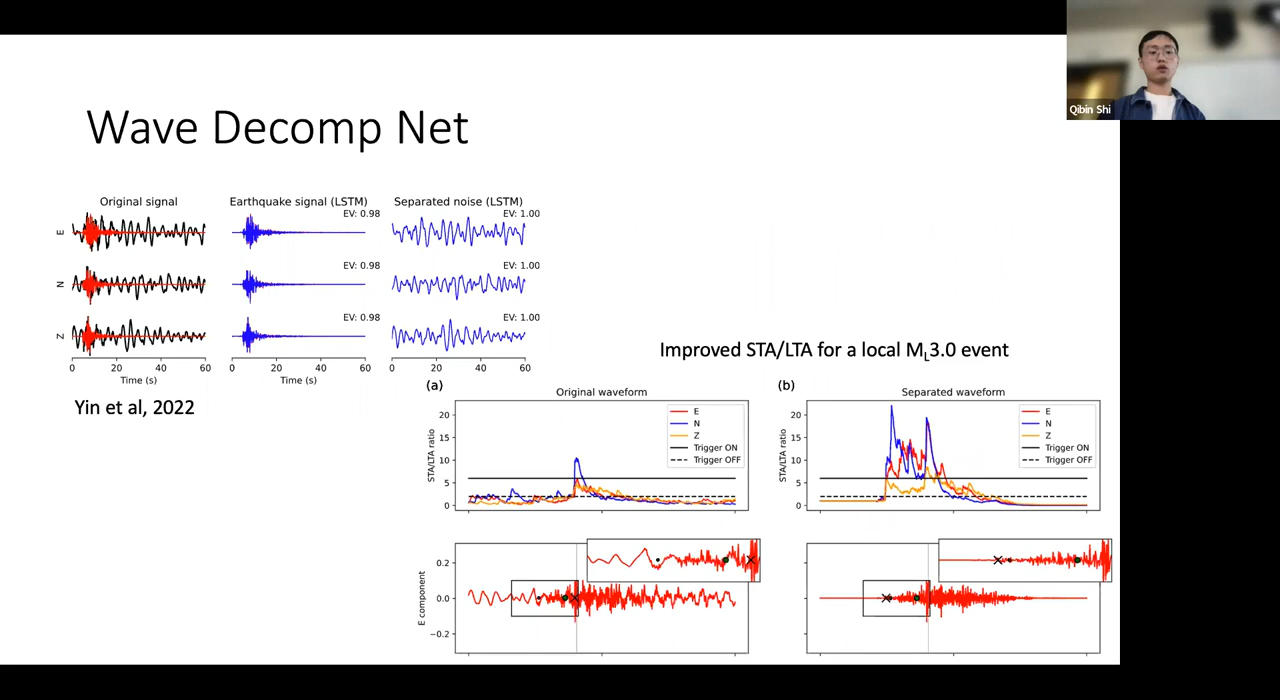 Qibin Shi
Wave Decomp Net
Original signal
Earthquake signal (LSTM)
Separated noise (LSTM)
E
EV: 0.98
EV: 1.00
N
EV: 0.98
EV: 1.00
Z
EV: 0.98
EV: 1.00
0 20 40 60
0 20 40 60
0 20 40 60
Time (s)
Time (s)
Yin et al, 2022
Improved STA/LTA for a local ML3.0 event
(a)
Original waveform
STA/LTA ratio
20
15
10
5
0
E
N
Z
Trigger ON
Trigger OFF
(b)
Separated waveform
STA/LTA ratio
20
15
10
5
0
E
N
Z
Trigger ON
Trigger OFF
E component
0.2
0.0
−0.2